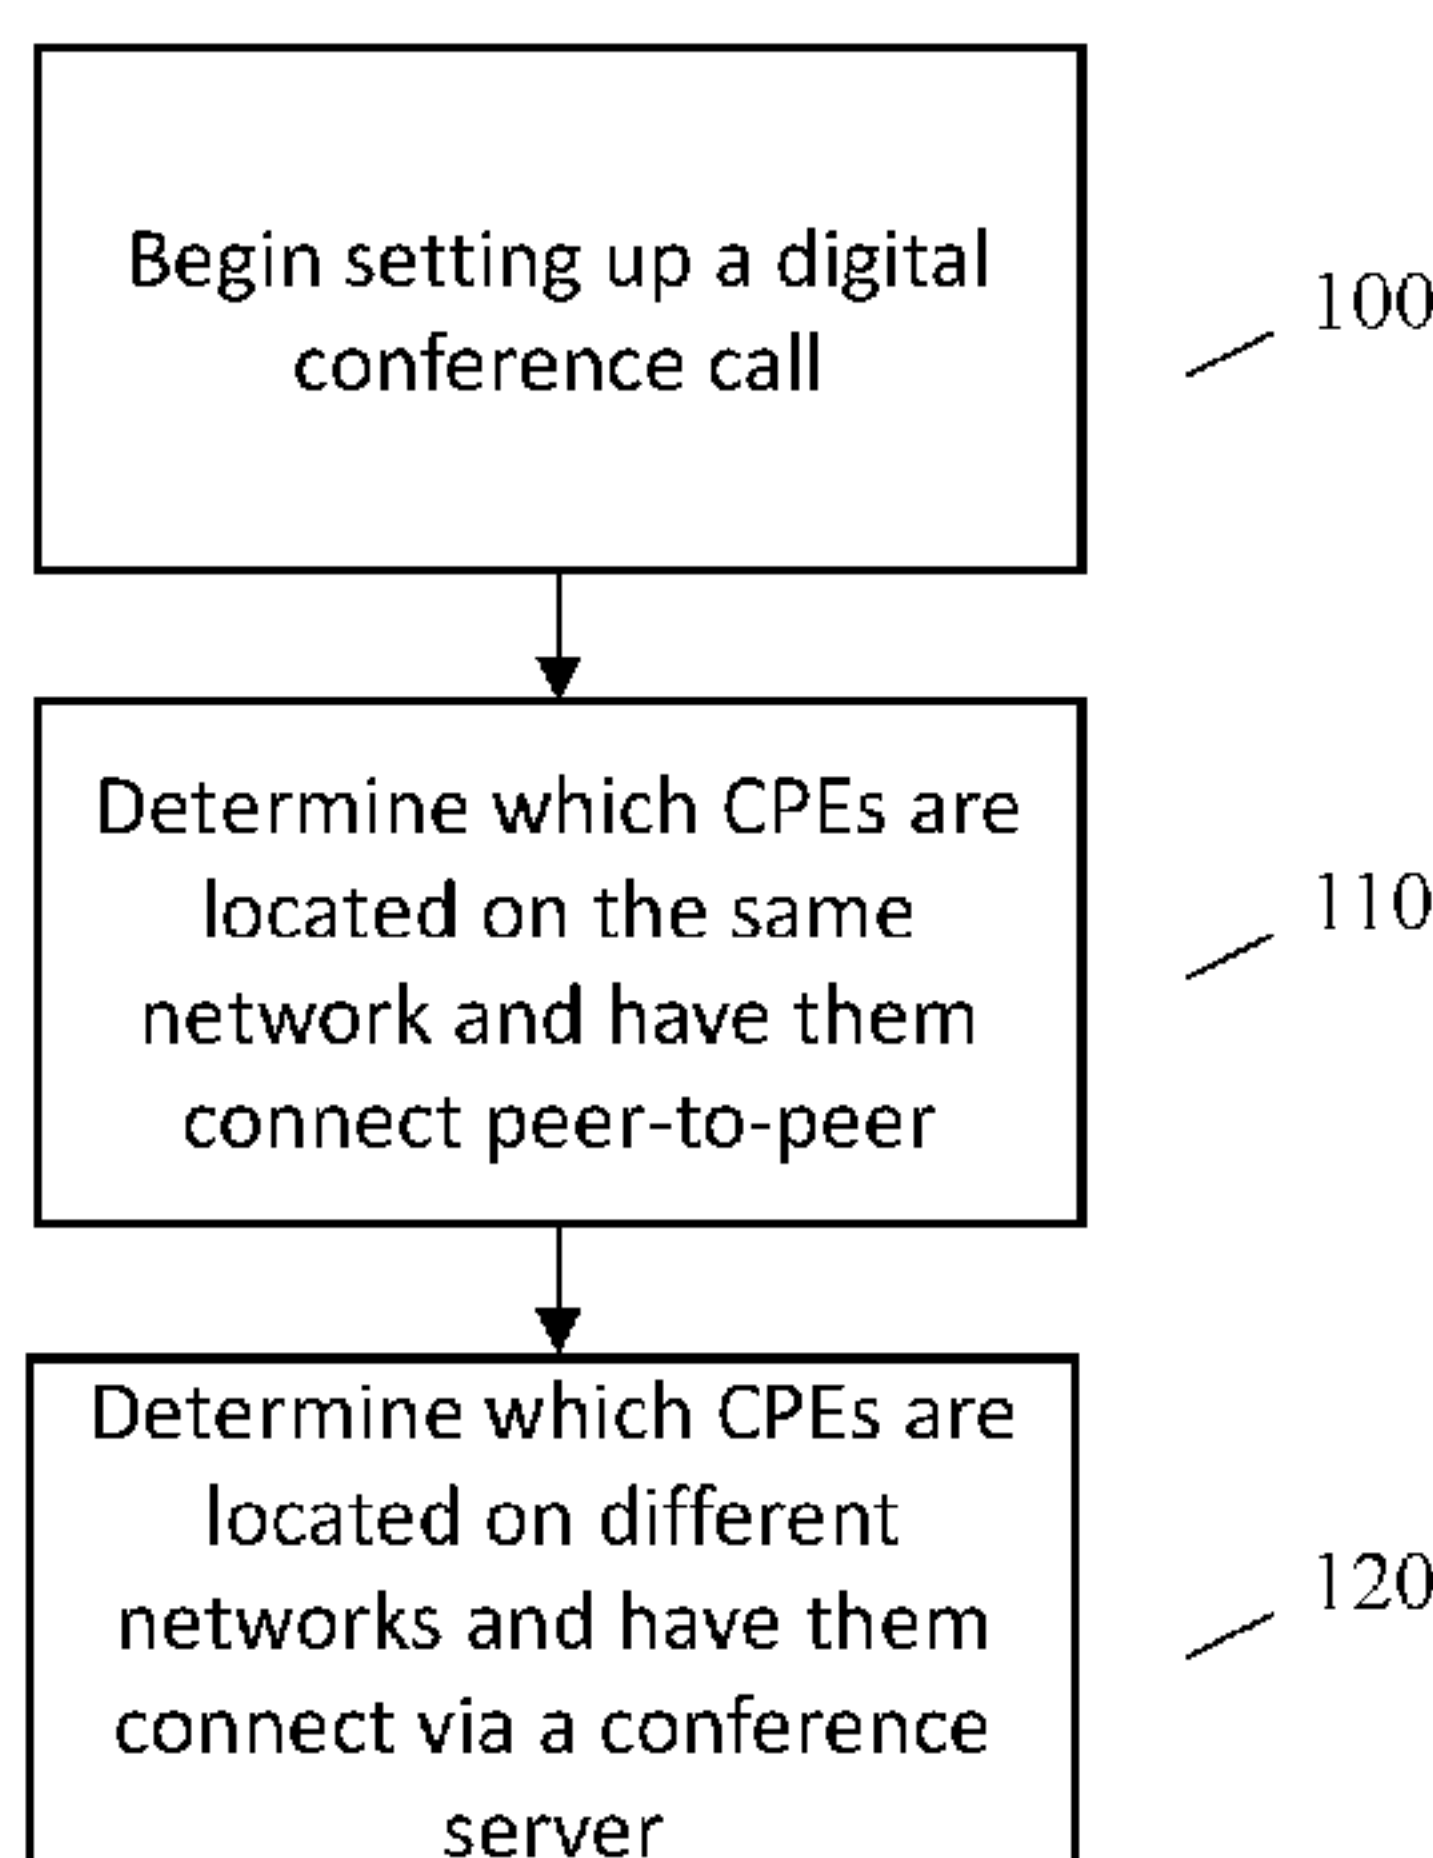 Begin setting up a digital
conference call
100
Determine which CPEs are
located on the same
network and have them
connect peer-to-peer
110
Determine which CPEs are
located on different
networks and have them
connect via a conference
server
120